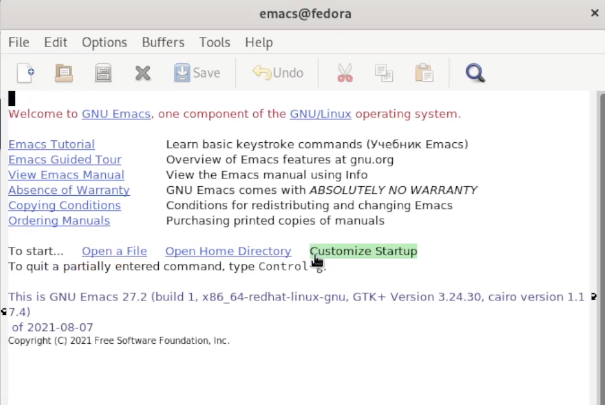 emacs@fedora
File Edit Options Buffers Tools Help
Save Undo
Welcome to GNU Emacs, one component of the GNU/Linux operating system.
Emacs Tutorial Learn basic keystroke commands (Учебник Emacs)
Emacs Guided Tour Overview of Emacs features at gnu.org
View Emacs Manual View the Emacs manual using Info
Absence of Warranty GNU Emacs comes with ABSOLUTELY NO WARRANTY
Copying Conditions Conditions for redistributing and changing Emacs
Ordering Manuals Purchasing printed copies of manuals
To start... Open a File Open Home Directory Customize Startup
To quit a partially entered command, type Control-g.
This is GNU Emacs 27.2 (build 1, x86_64-redhat-linux-gnu, GTK+ Version 3.24.30, cairo version 1.1
7.4)
of 2021-08-07
Copyright (C) 2021 Free Software Foundation, Inc.